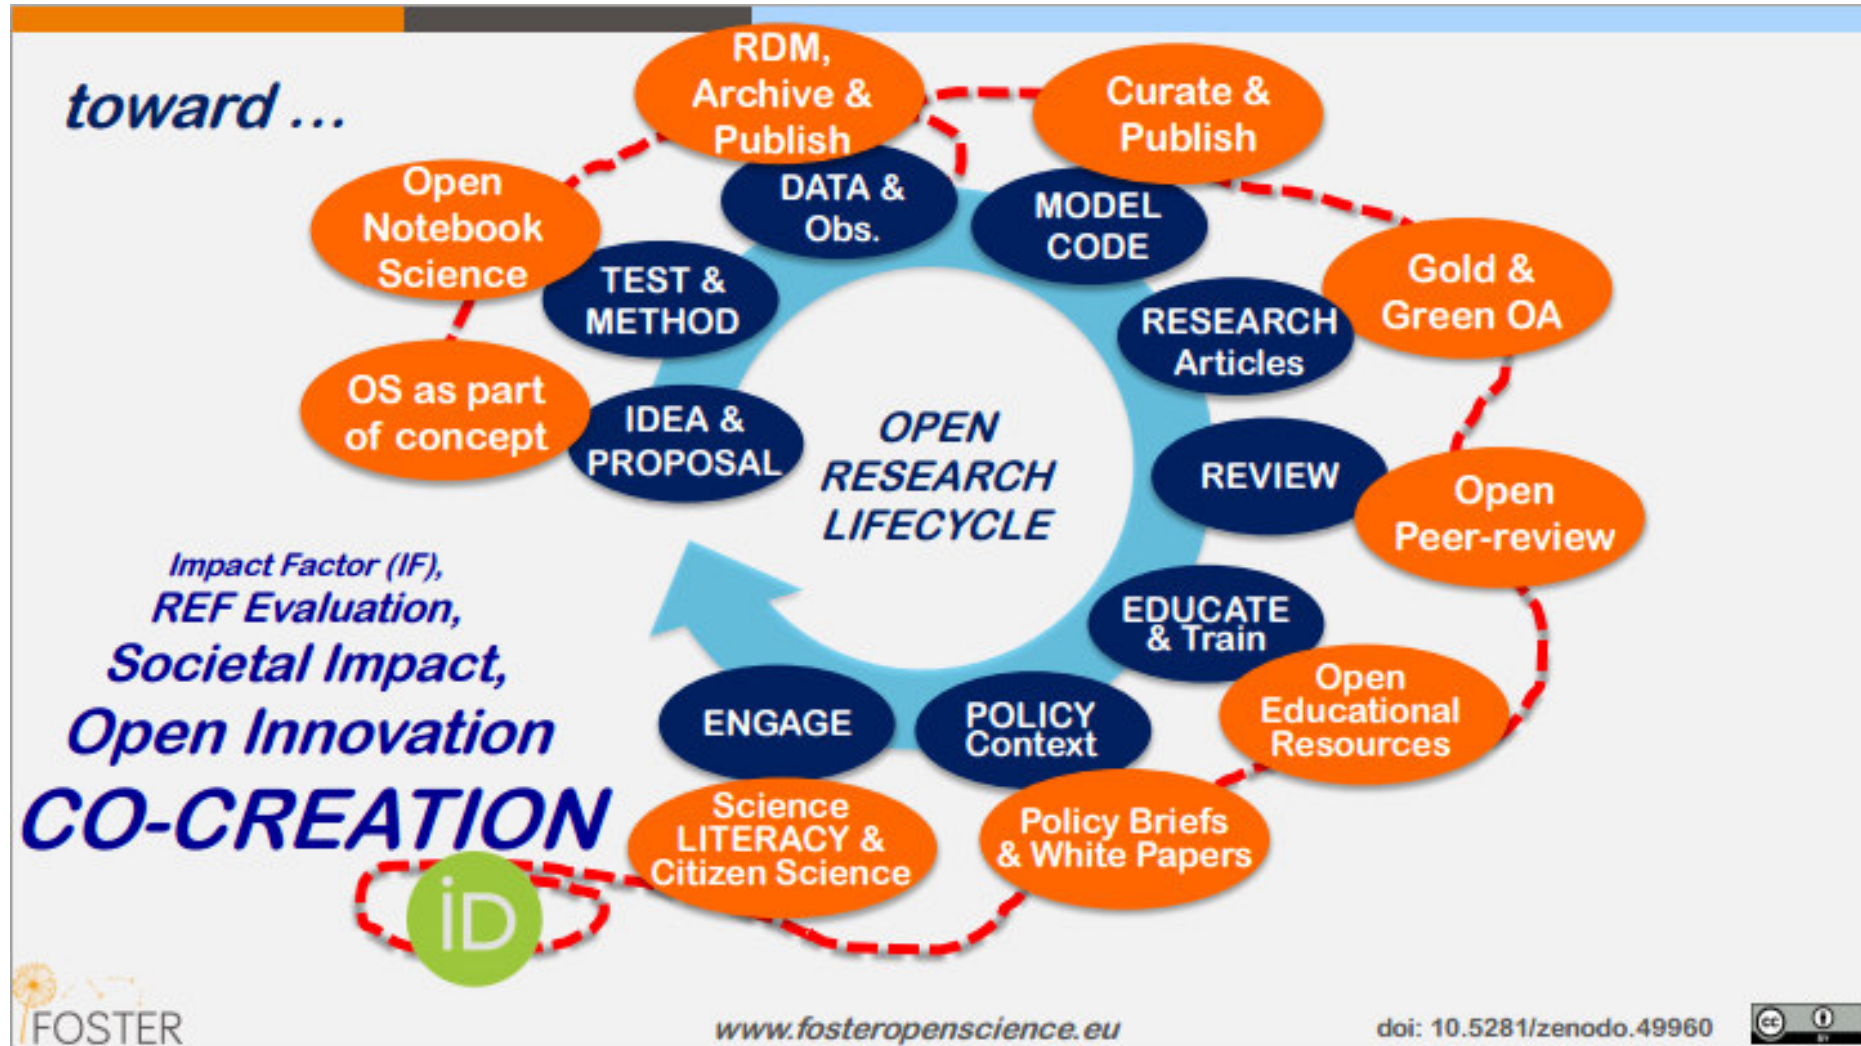 toward ...
RDM,
Archive &
Publish
Curate &
Publish
Open
Notebook
Science
DATA &
Obs.
MODEL
CODE
Gold &
Green OA
TEST &
METHOD
RESEARCH
Articles
OS as part
of concept
IDEA &
PROPOSAL
OPEN
RESEARCH
LIFECYCLE
REVIEW
Open
Peer-review
Impact Factor (IF),
REF Evaluation,
Societal Impact,
Open Innovation
CO-CREATION
EDUCATE
& Train
Open
Educational
Resources
ENGAGE
POLICY
Context
Science
LITERACY &
Citizen Science
Policy Briefs
& White Papers
iD
FOSTER
www.fosteropenscience.eu
doi: 10.5281/zenodo.49960
cc
BY